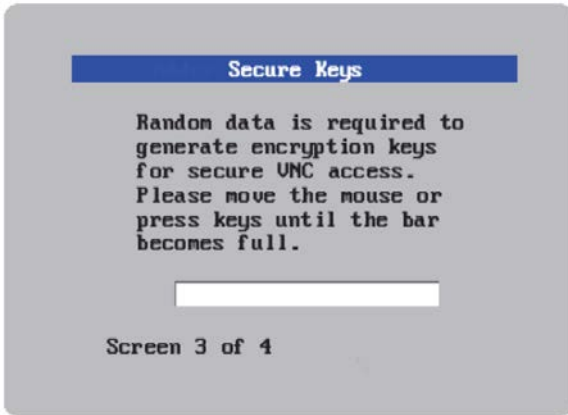 Secure Keys
Random data is required to
generate encryption keys
for secure VNC access.
Please move the mouse or
press keys until the bar
becomes full.
Screen 3 of 4